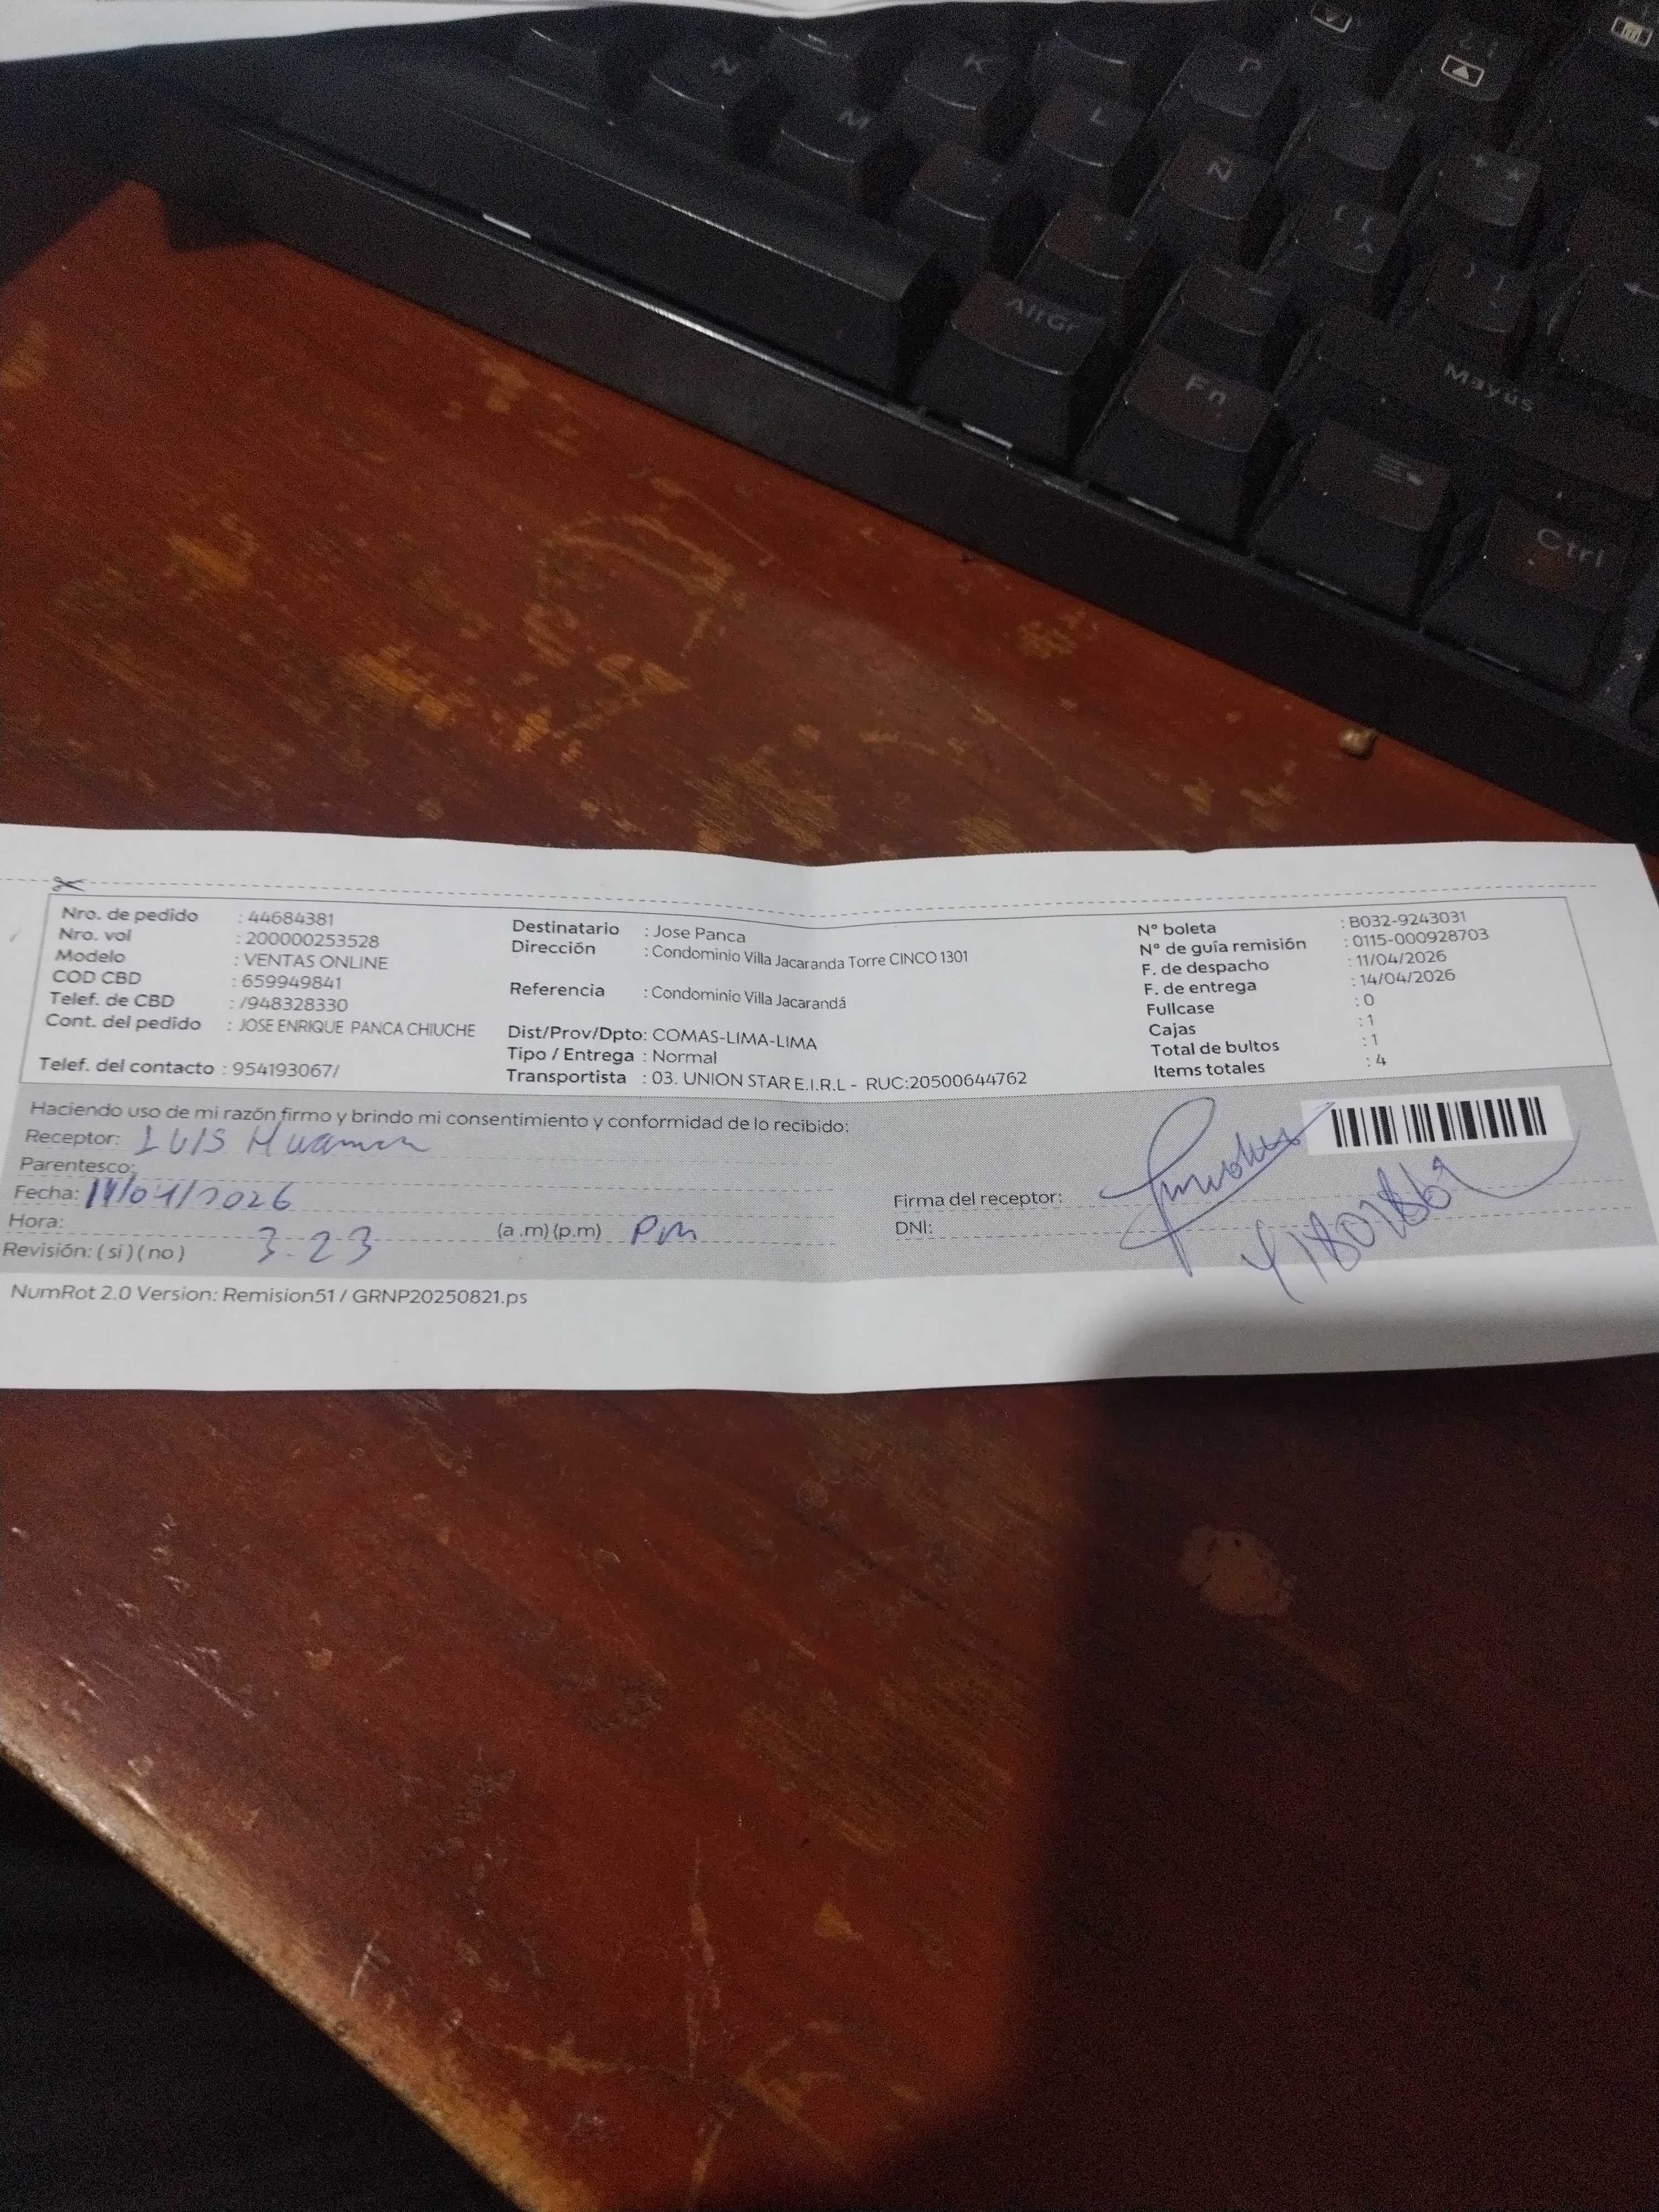 N
K
M
L
Ñ
AltGr
Fn
Mayús
Ctrl
Nro. de pedido : 44684381
Nro. vol : 200000253528
Modelo : VENTAS ONLINE
COD CBD : 659949841
Telef. de CBD : /948328330
Cont. del pedido : JOSE ENRIQUE PANCA CHIUCHE
Telef. del contacto : 954193067/
Destinatario : Jose Panca
Dirección : Condominio Villa Jacaranda Torre CINCO 1301
Referencia : Condominio Villa Jacarandá
Dist/Prov/Dpto: COMAS-LIMA-LIMA
Tipo / Entrega : Normal
Transportista : 03. UNION STAR E.I.R.L - RUC:20500644762
N° boleta : B032-9243031
N° de guía remisión : 0115-000928703
F. de despacho : 11/04/2026
F. de entrega : 14/04/2026
Fullcase : 0
Cajas : 1
Total de bultos : 1
Items totales : 4
Haciendo uso de mi razón firmo y brindo mi consentimiento y conformidad de lo recibido:
Receptor: LUIS Huaman
Parentesco:
Fecha: 14/04/2026
Hora: 3-23 (a .m) (p.m) pm
Revisión: ( si ) ( no )
Firma del receptor:
DNI:
NumRot 2.0 Version: Remision51 / GRNP20250821.ps